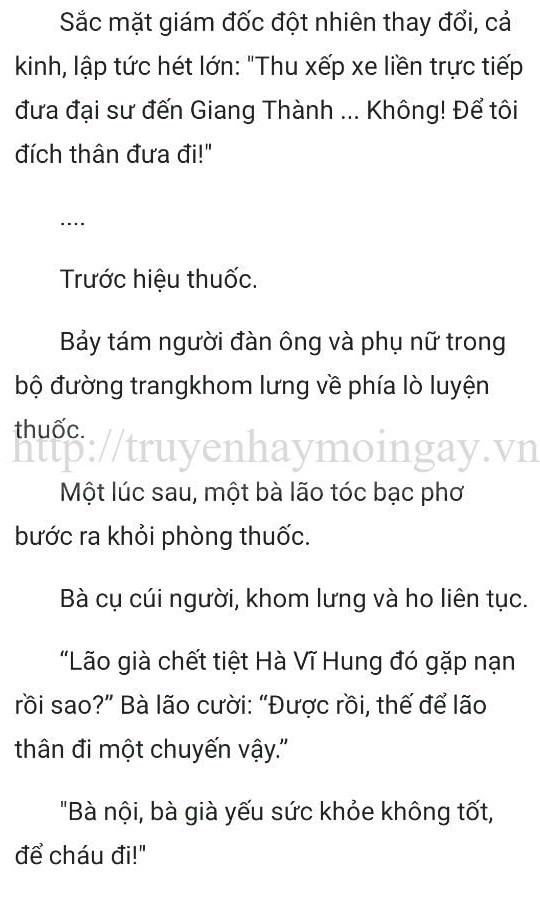 Sắc mặt giám đốc đột nhiên thay đổi, cả
kinh, lập tức hét lớn: "Thu xếp xe liền trực tiếp
đưa đại sư đến Giang Thành ... Không! Để tôi
đích thân đưa đi!"
....
Trước hiệu thuốc.
Bảy tám người đàn ông và phụ nữ trong
bộ đường trangkhom lưng về phía lò luyện
thuốc.
http://truyenhaymoingay.vn
Một lúc sau, một bà lão tóc bạc phơ
bước ra khỏi phòng thuốc.
Bà cụ cúi người, khom lưng và ho liên tục.
“Lão già chết tiệt Hà Vĩ Hung đó gặp nạn
rồi sao?” Bà lão cười: “Được rồi, thế để lão
thân đi một chuyến vậy.”
"Bà nội, bà già yếu sức khỏe không tốt,
để cháu đi!"